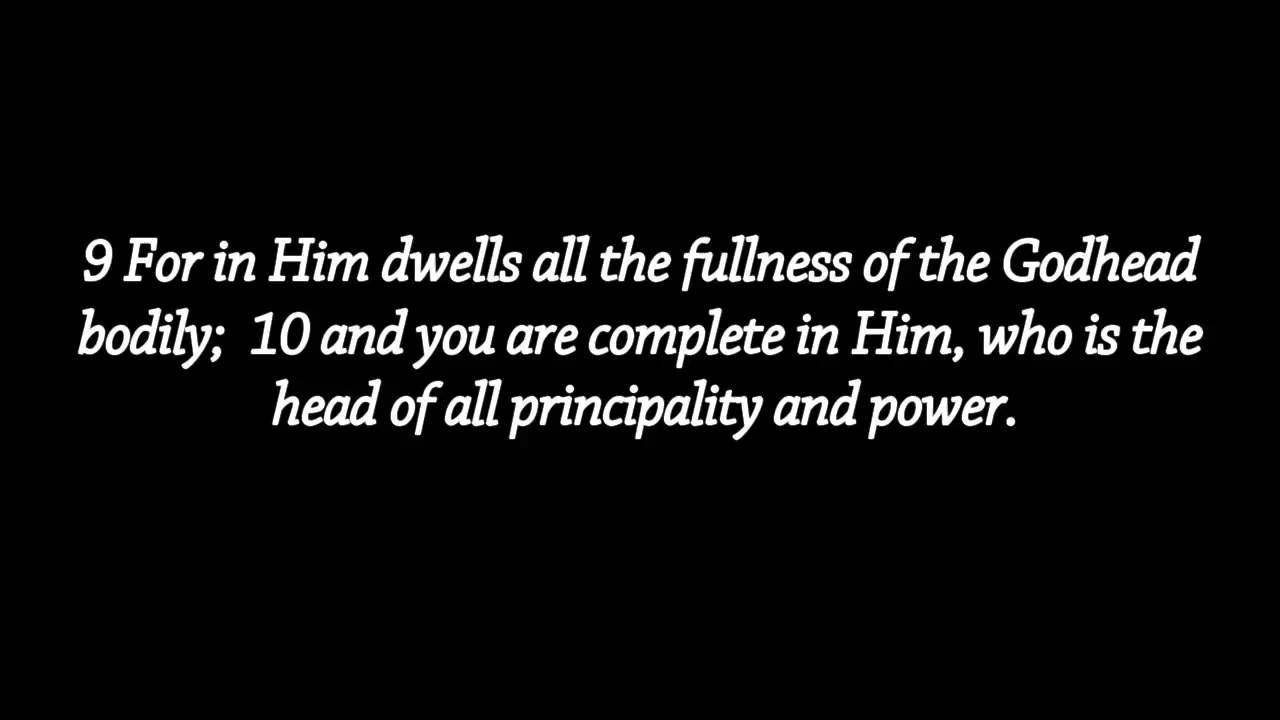 9 For in Him dwells all the fullness of the Godhead
bodily;  10 and you are complete in Him, who is the
head of all principality and power.